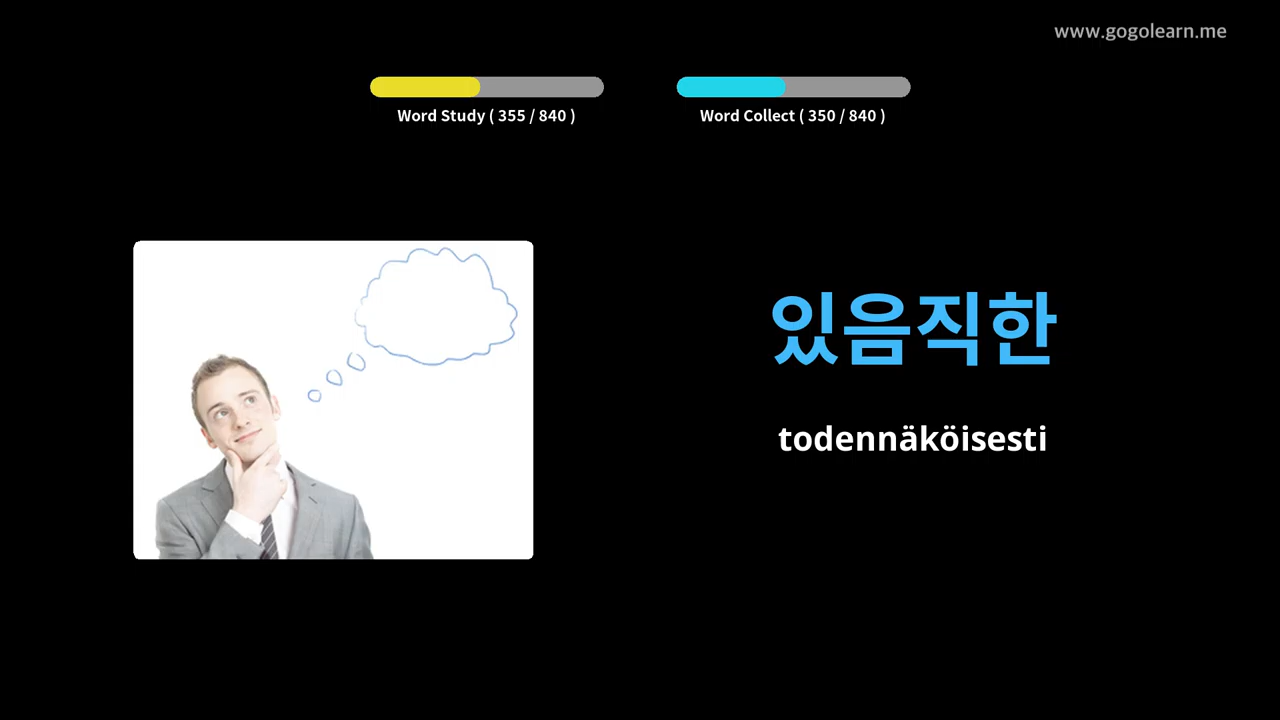 www.gogolearn.me
Word Study ( 355 / 840 )
Word Collect ( 350 / 840 )
있음직한
todennäköisesti